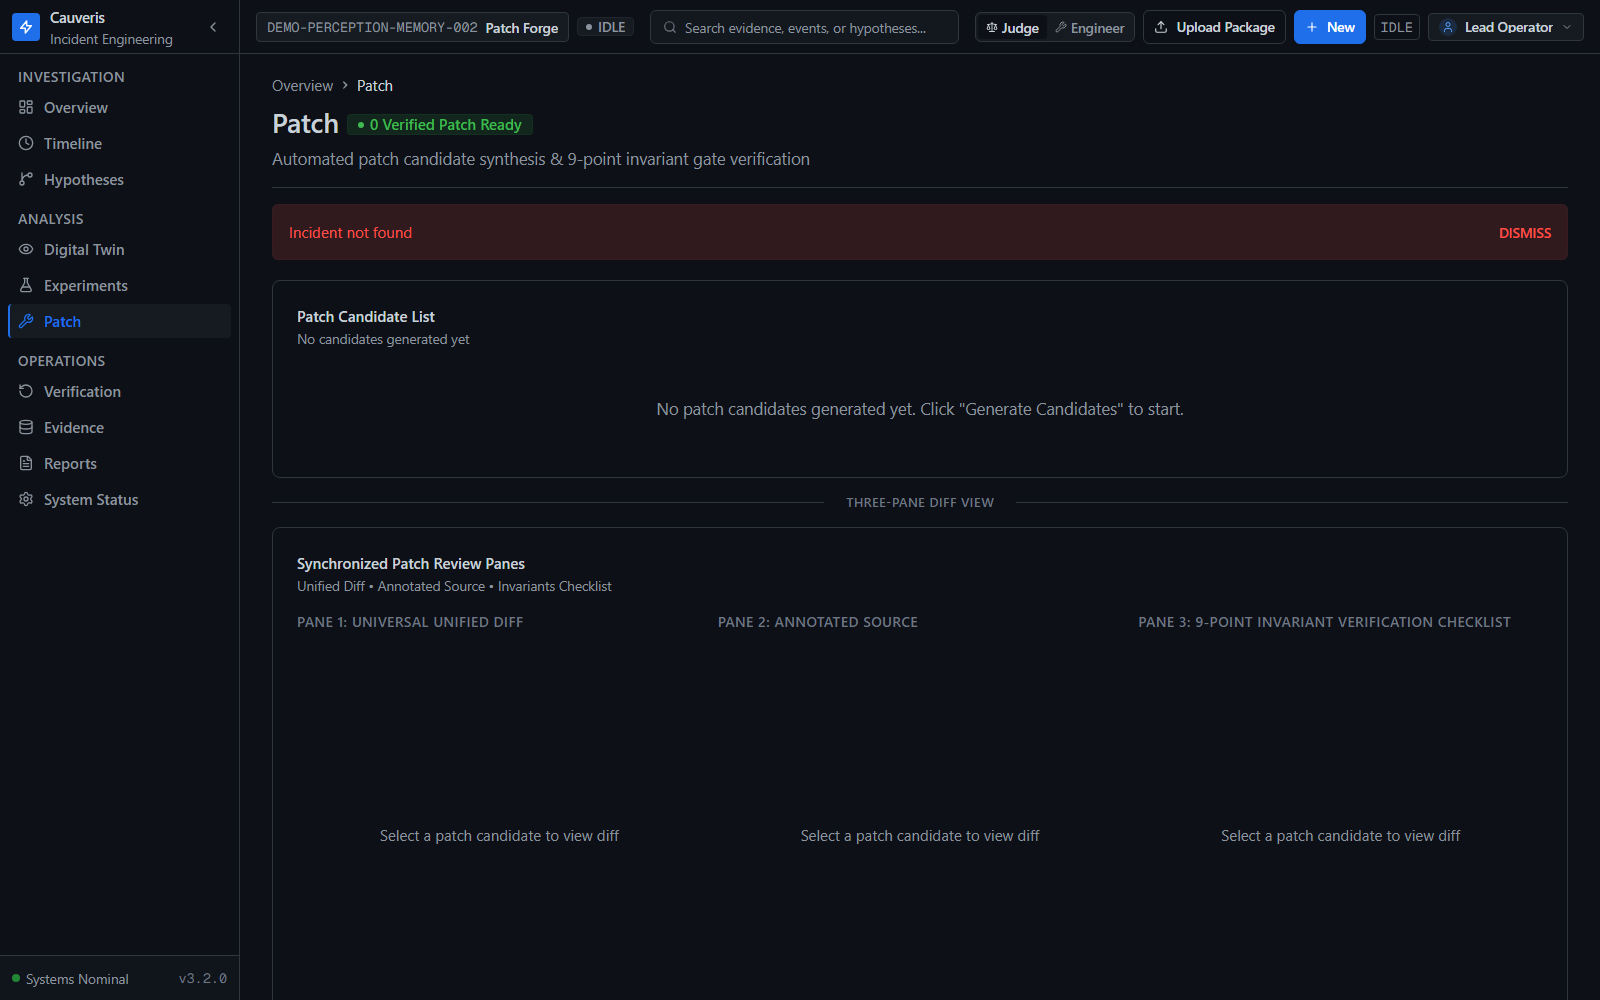 Cauveris
Incident Engineering
DEMO-PERCEPTION-MEMORY-002 Patch Forge
IDLE
Search evidence, events, or hypotheses...
Judge
Engineer
Upload Package
New
IDLE
Lead Operator
INVESTIGATION
Overview
Timeline
Hypotheses
ANALYSIS
Digital Twin
Experiments
Patch
OPERATIONS
Verification
Evidence
Reports
System Status
Systems Nominal v3.2.0
Overview > Patch
Patch
0 Verified Patch Ready
Automated patch candidate synthesis & 9-point invariant gate verification
Incident not found DISMISS
Patch Candidate List
No candidates generated yet
No patch candidates generated yet. Click "Generate Candidates" to start.
THREE-PANE DIFF VIEW
Synchronized Patch Review Panes
Unified Diff • Annotated Source • Invariants Checklist
PANE 1: UNIVERSAL UNIFIED DIFF
Select a patch candidate to view diff
PANE 2: ANNOTATED SOURCE
Select a patch candidate to view diff
PANE 3: 9-POINT INVARIANT VERIFICATION CHECKLIST
Select a patch candidate to view diff